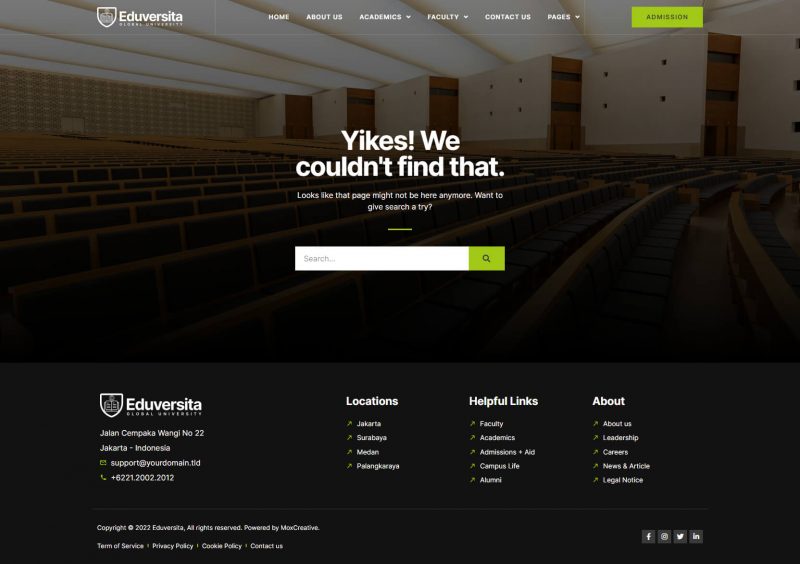 Eduversita
GLOBAL UNIVERSITY
HOME ABOUT US ACADEMICS FACULTY CONTACT US PAGES ADMISSION
Yikes! We
couldn't find that.
Looks like that page might not be here anymore. Want to
give search a try?
Search...
Eduversita
GLOBAL UNIVERSITY
Jalan Cempaka Wangi No 22
Jakarta - Indonesia
support@yourdomain.tld
+6221.2002.2012
Locations
Jakarta
Surabaya
Medan
Palangkaraya
Helpful Links
Faculty
Academics
Admissions + Aid
Campus Life
Alumni
About
About us
Leadership
Careers
News & Article
Legal Notice
Copyright © 2022 Eduversita, All rights reserved. Powered by MoxCreative.
Term of Service Privacy Policy Cookie Policy Contact us